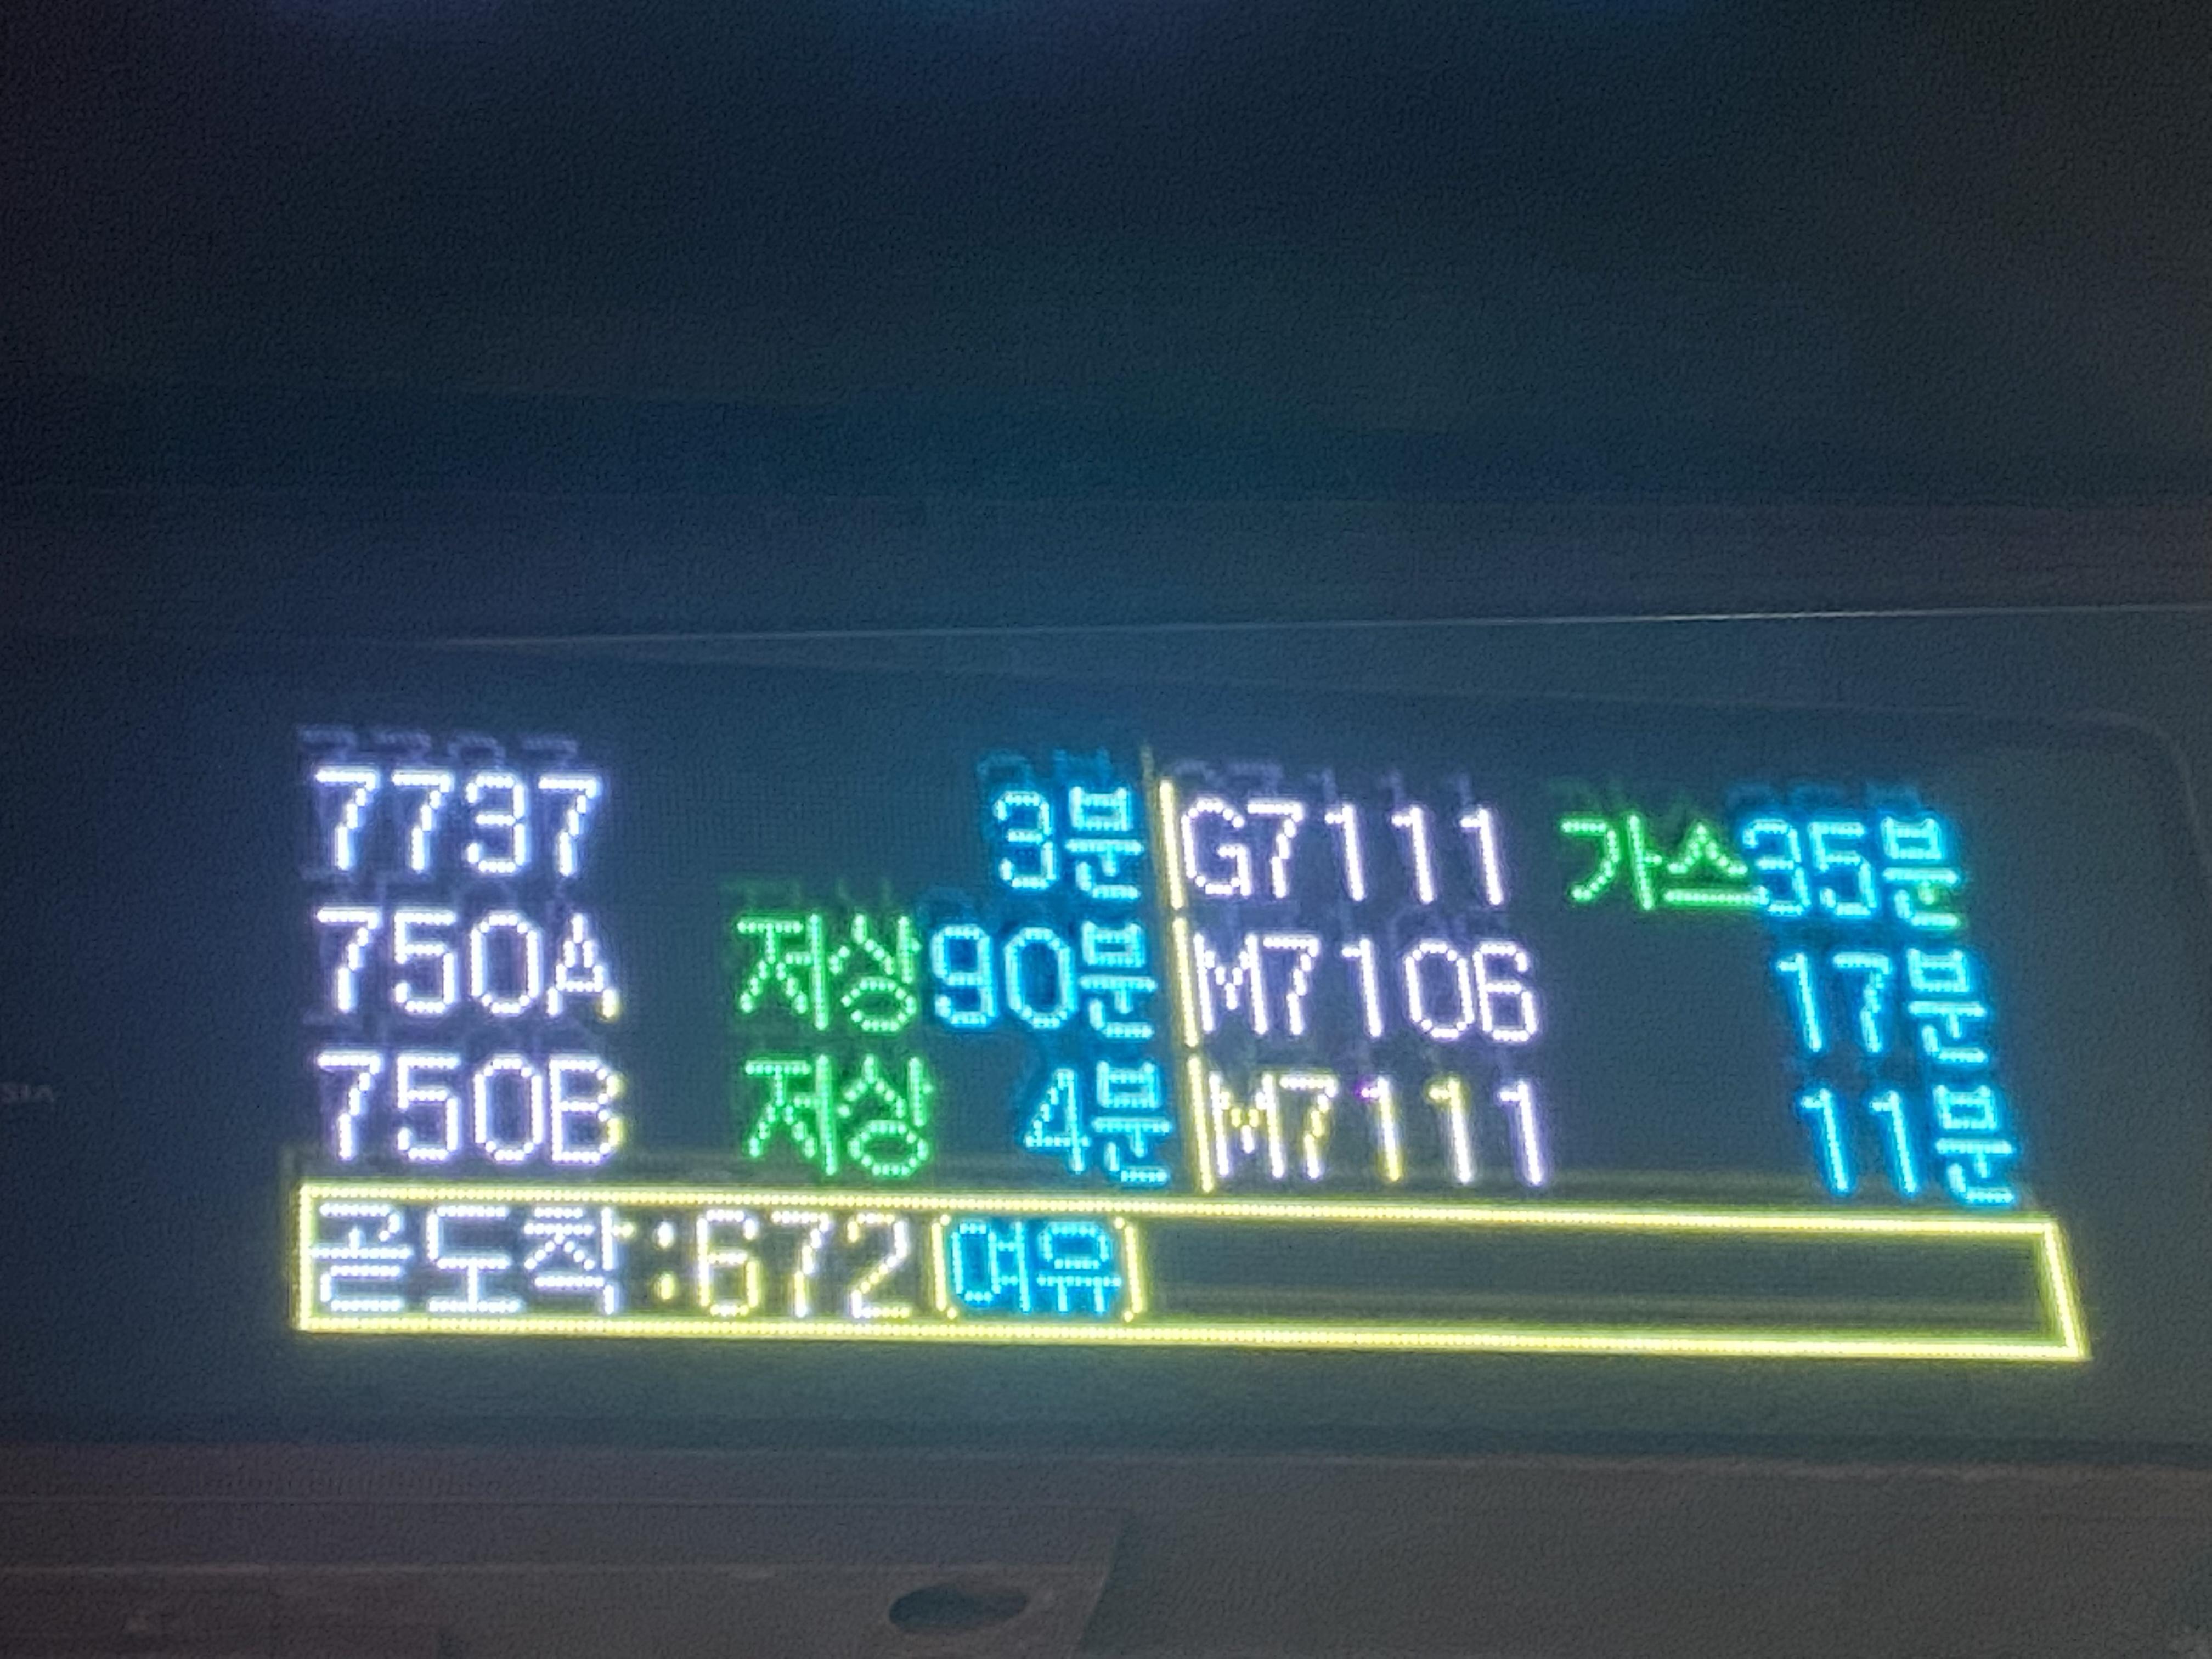 7737 3분 G7111 가스35분
750A 저상90분 M7106 17분
750B 저상 4분 M7111 11분
곧도착:672(여유)